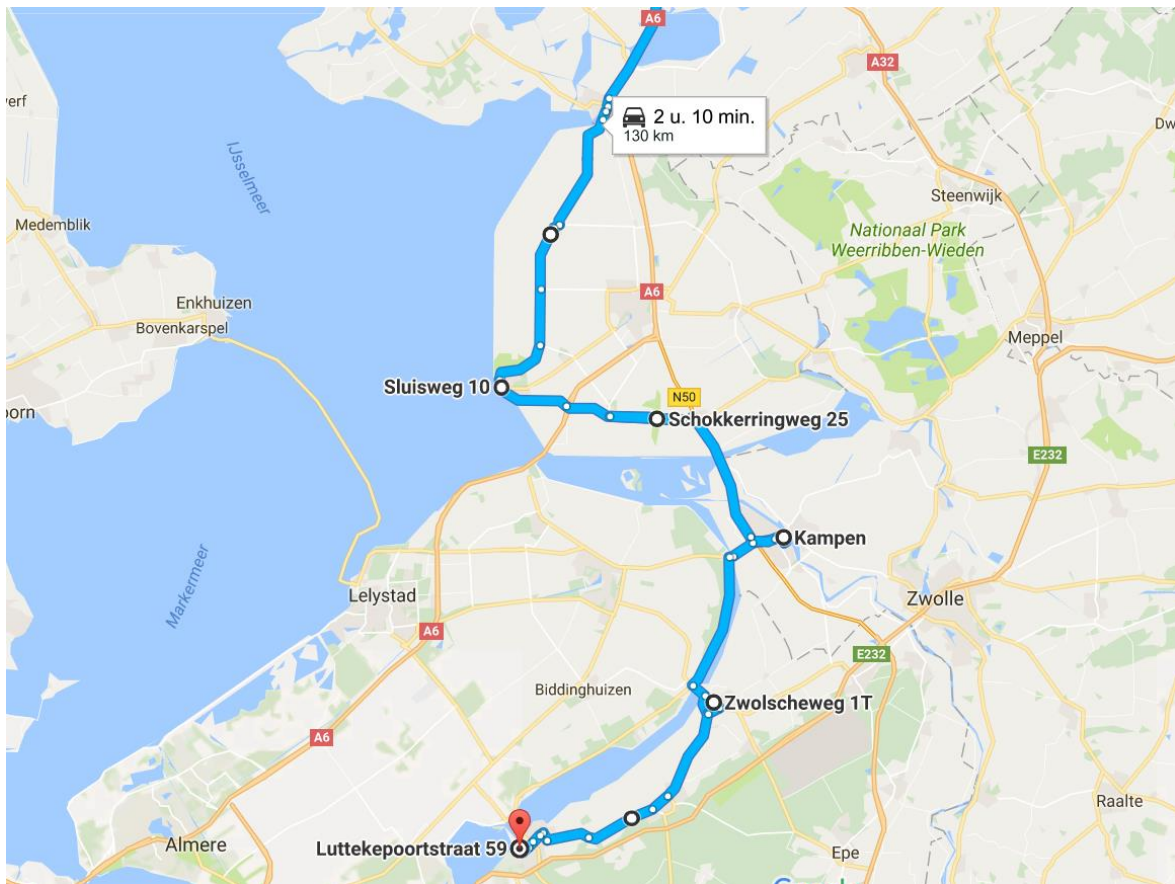 A6
A32
erf
2 u. 10 min.
130 km
Dw
IJsselmeer
Steenwijk
Medemblik
Nationaal Park
Weerribben-Wieden
A6
Enkhuizen
Bovenkarspel
Meppel
Sluisweg 10
N50
oorn
Schokkerringweg 25
E232
Kampen
Markermeer
Lelystad
Zwolle
A6
E232
Biddinghuizen
Zwolscheweg 1T
A6
Raalte
Almere
Luttekepoortstraat 59
Epe